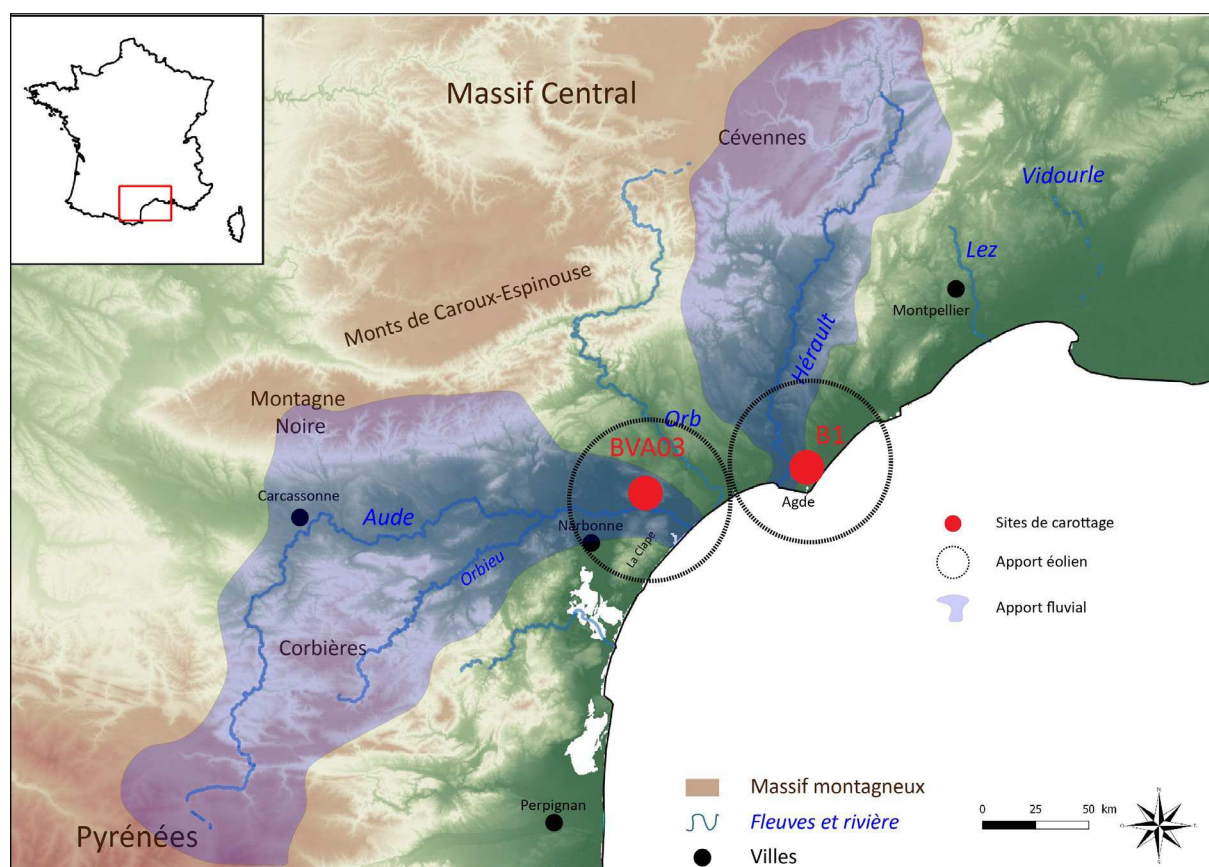 Massif Central
Cévennes
Vidourle
Lez
Montpellier
Monts de Caroux-Espinouse
Hérault
Montagne
Noire
Orb
BVA03
B1
Carcassonne
Aude
Agde
Narbonne
La Clape
Orbieu
Corbières
Perpignan
Pyrénées
Sites de carottage
Apport éolien
Apport fluvial
Massif montagneux
Fleuves et rivière
Villes
0 25 50 km
N
O
E
S